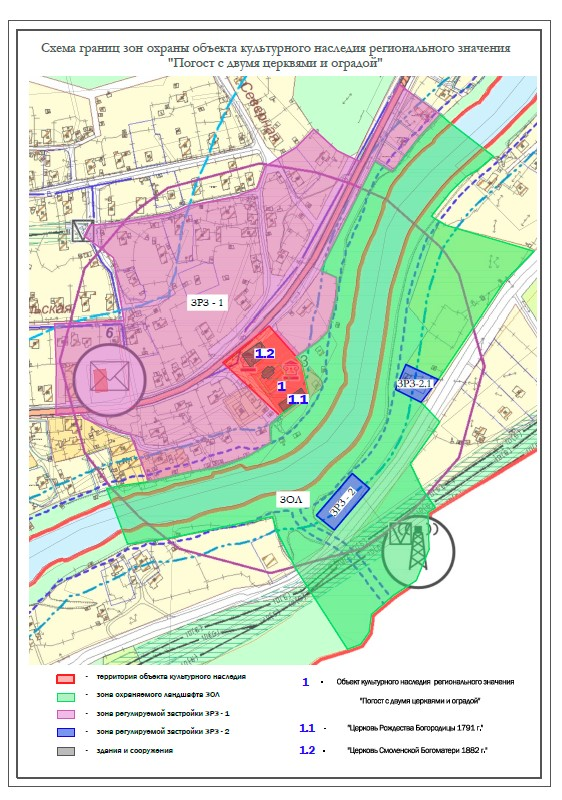 Схема границ зон охраны объекта культурного наследия регионального значения
"Погост с двумя церквями и оградой"
Северная
ЗРЗ - 1
льская
6
1.2
3
1
1.1
ЗРЗ-2.1
ЗРЗ - 2
ЗОЛ
- территория объекта культурного наследия
- зона охраняемого ландшафта ЗОЛ
- зона регулируемой застройки ЗРЗ - 1
- зона регулируемой застройки ЗРЗ - 2
- здания и сооружения
1 - Объект культурного наследия регионального значения
"Погост с двумя церквями и оградой"
1.1 - "Церковь Рождества Богородицы 1791 г."
1.2 - "Церковь Смоленской Богоматери 1882 г."